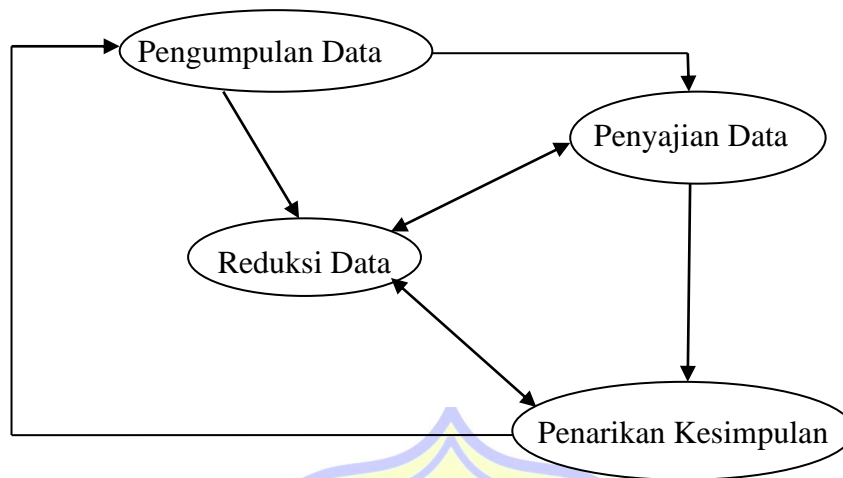 Pengumpulan Data
Penyajian Data
Reduksi Data
Penarikan Kesimpulan